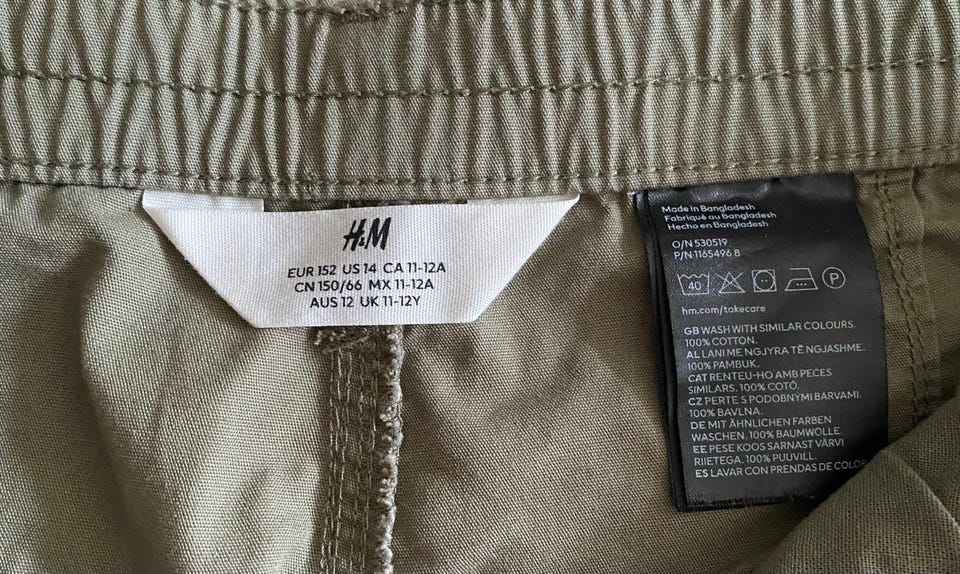 H&M
EUR 152 US 14 CA 11-12A
CN 150/66 MX 11-12A
AUS 12 UK 11-12Y
Made in Bangladesh
Fabriqué au Bangladesh
Hecho en Bangladesh
O/N 530519
P/N 1165496 8
40 P
hm.com/takecare
GB WASH WITH SIMILAR COLOURS.
100% COTTON.
AL LANI ME NGJYRA TË NGJASHME.
100% PAMBUK.
CAT RENTEU-HO AMB PECES
SIMILARS. 100% COTÓ.
CZ PERTE S PODOBNÝMI BARVAMI.
100% BAVLNA.
DE MIT ÄHNLICHEN FARBEN
WASCHEN. 100% BAUMWOLLE.
EE PESE KOOS SARNAST VÄRVI
RIIETEGA. 100% PUUVILL.
ES LAVAR CON PRENDAS DE COLOR